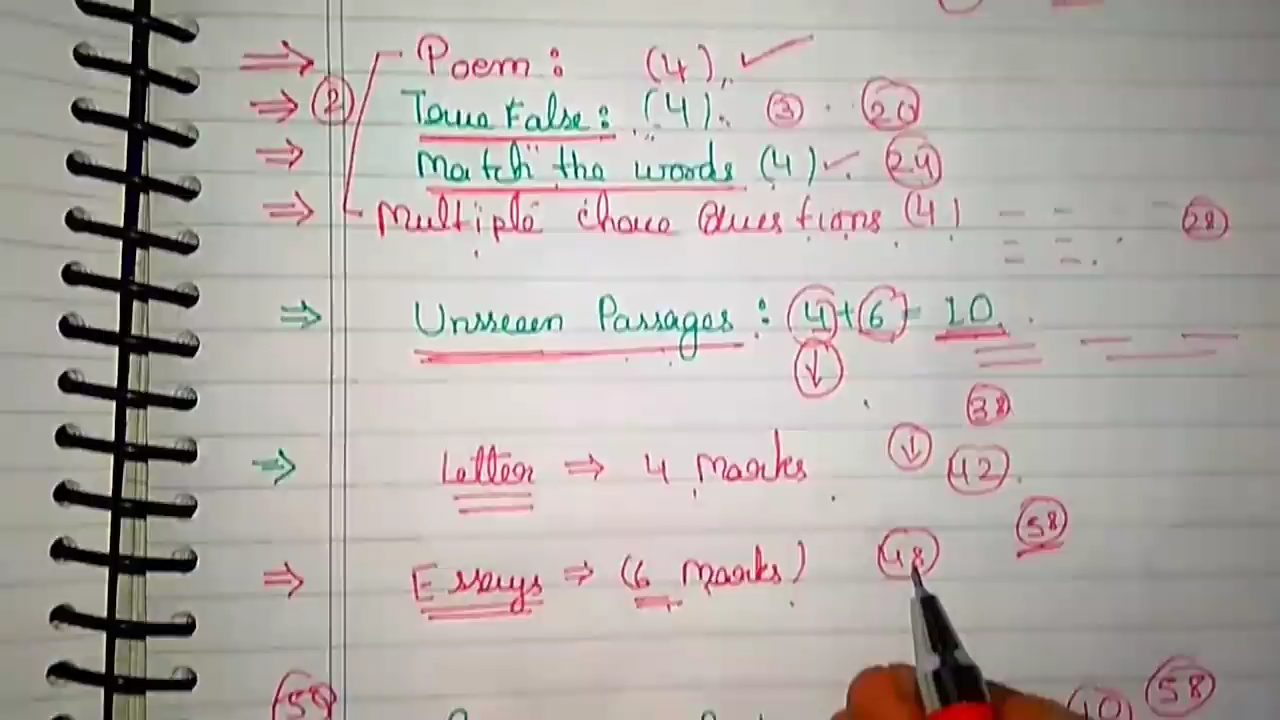 ⇒ Poem: (4). ✓
⇒ (2) True False: (4). (3) (20)
⇒ Match the words (4) ✓ (24)
⇒ Multiple choice Questions (4) (28)
⇒ Unsseen Passages: (4)+(6)= 10.
↓
(38)
⇒ Letter ⇒ 4 Marks ↓ (42)
(58)
⇒ Essays ⇒ (6 Marks) (48)
(58)